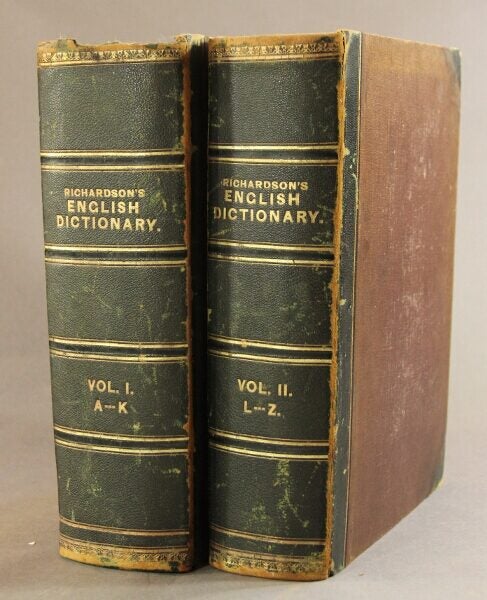 RICHARDSON'S
ENGLISH
DICTIONARY.
VOL. I.
A--K
RICHARDSON'S
ENGLISH
DICTIONARY.
VOL. II.
L--Z.